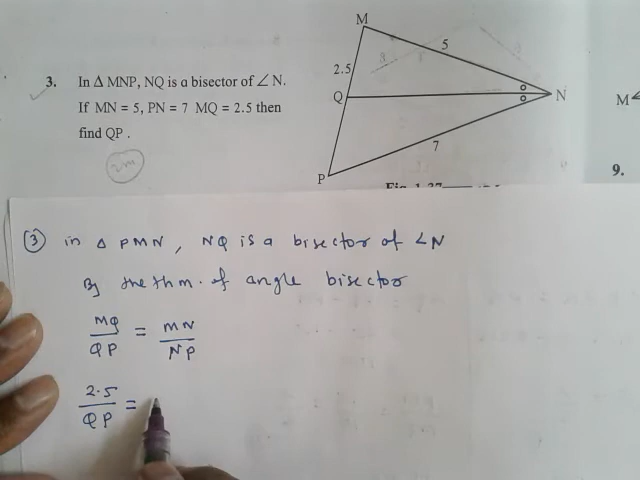 3. In Δ MNP, NQ is a bisector of ∠ N.
If MN = 5, PN = 7 MQ = 2.5 then
find QP .
2m
M
5
2.5
Q
N
7
P
M
9.
(3) in Δ PMN, NQ is a bisector of ∠N
By the thm. of angle bisector
MQ/QP = MN/NP
2.5/QP =